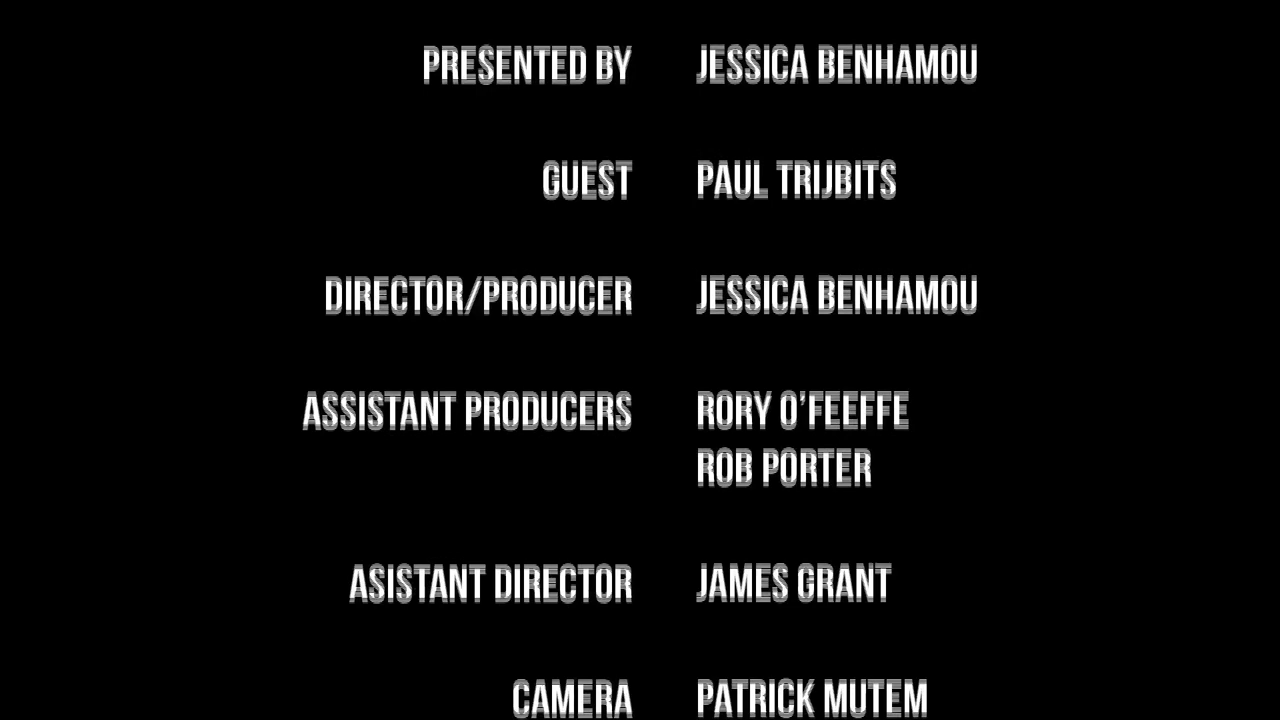 PRESENTED BY JESSICA BENHAMOU
GUEST PAUL TRIJBITS
DIRECTOR/PRODUCER JESSICA BENHAMOU
ASSISTANT PRODUCERS RORY O'FEEFFE
ROB PORTER
ASISTANT DIRECTOR JAMES GRANT
CAMERA PATRICK MUTEM